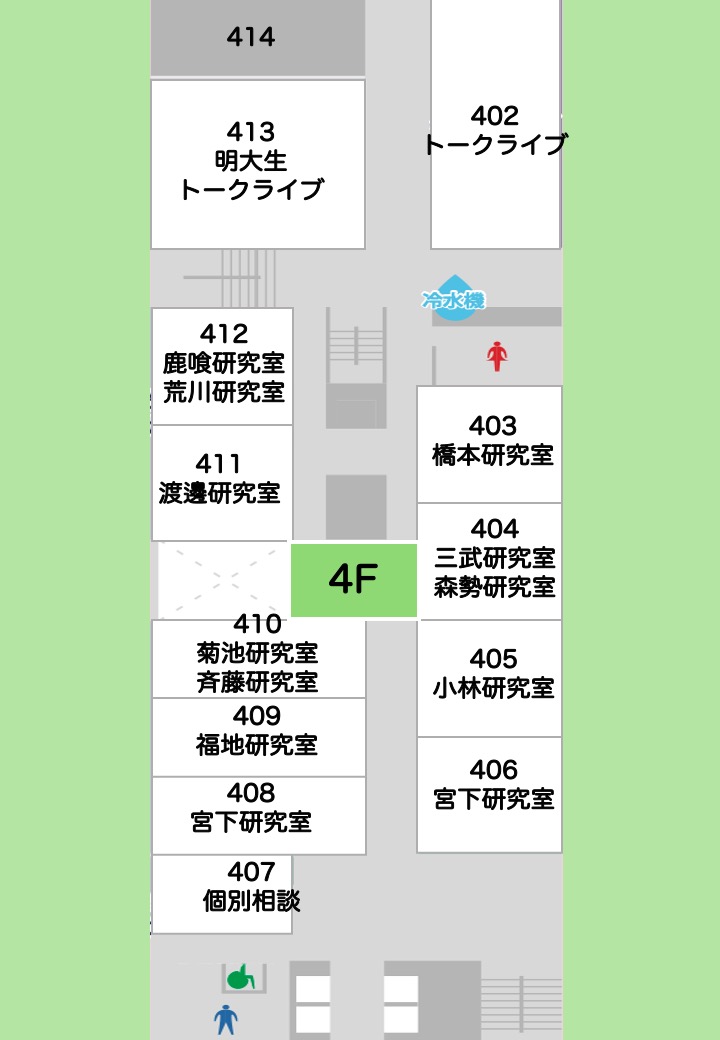 414
413
明大生
トークライブ
402
トークライブ
冷水機
412
鹿喰研究室
荒川研究室
411
渡邊研究室
403
橋本研究室
404
三武研究室
森勢研究室
4F
410
菊池研究室
斉藤研究室
409
福地研究室
408
宮下研究室
405
小林研究室
406
宮下研究室
407
個別相談